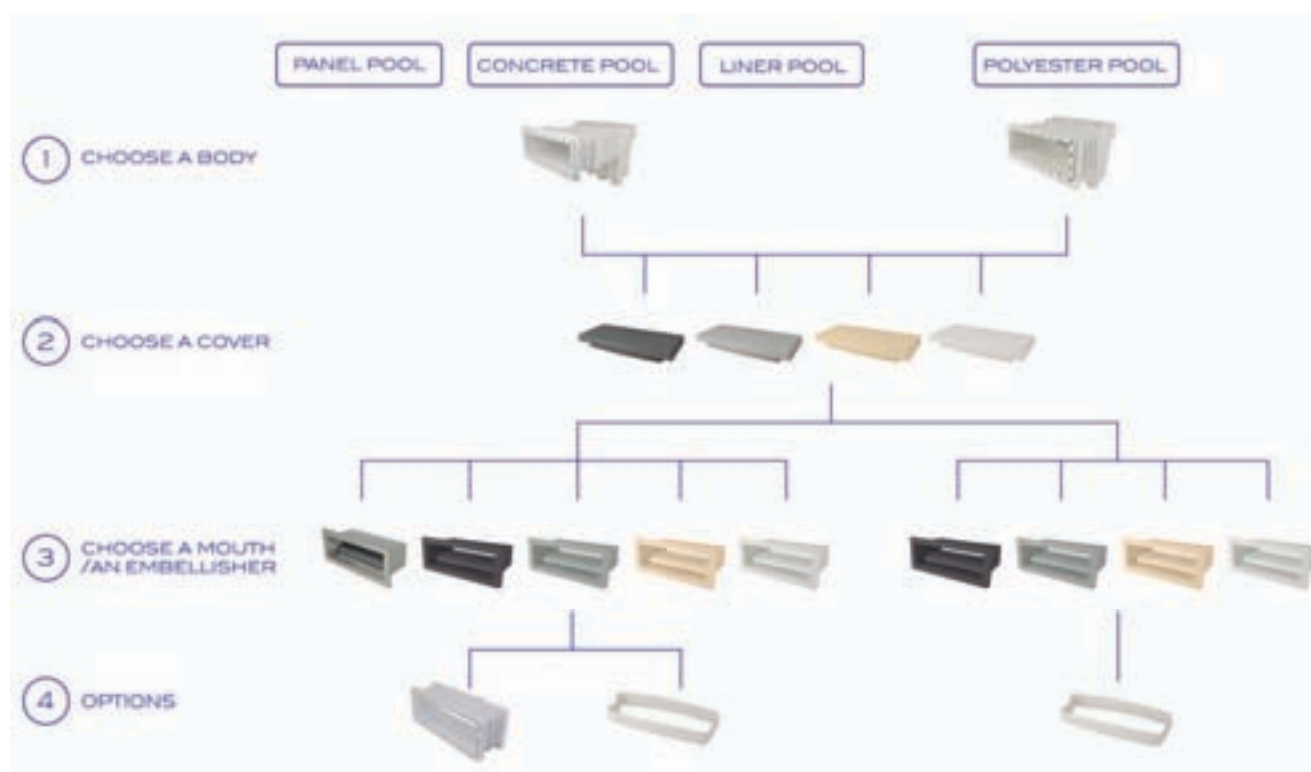 PANEL POOL
CONCRETE POOL
LINER POOL
POLYESTER POOL
1 CHOOSE A BODY
2 CHOOSE A COVER
3 CHOOSE A MOUTH
/AN EMBELLISHER
4 OPTIONS